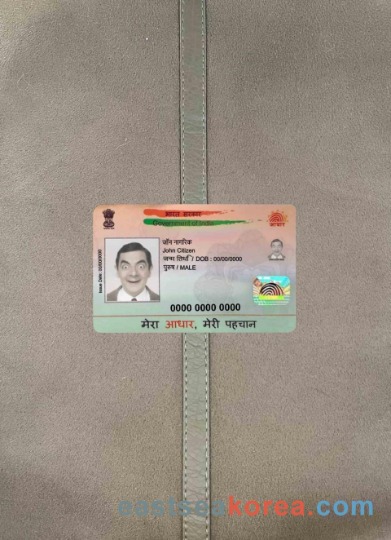 भारत सरकार
Government of India
आधार
जॉन नागरिक
John Citizen
जन्म तिथि / DOB : 00/00/0000
पुरुष / MALE
Issue Date: 00/00/0000
0000 0000 0000
मेरा आधार, मेरी पहचान
eastseakorea.com